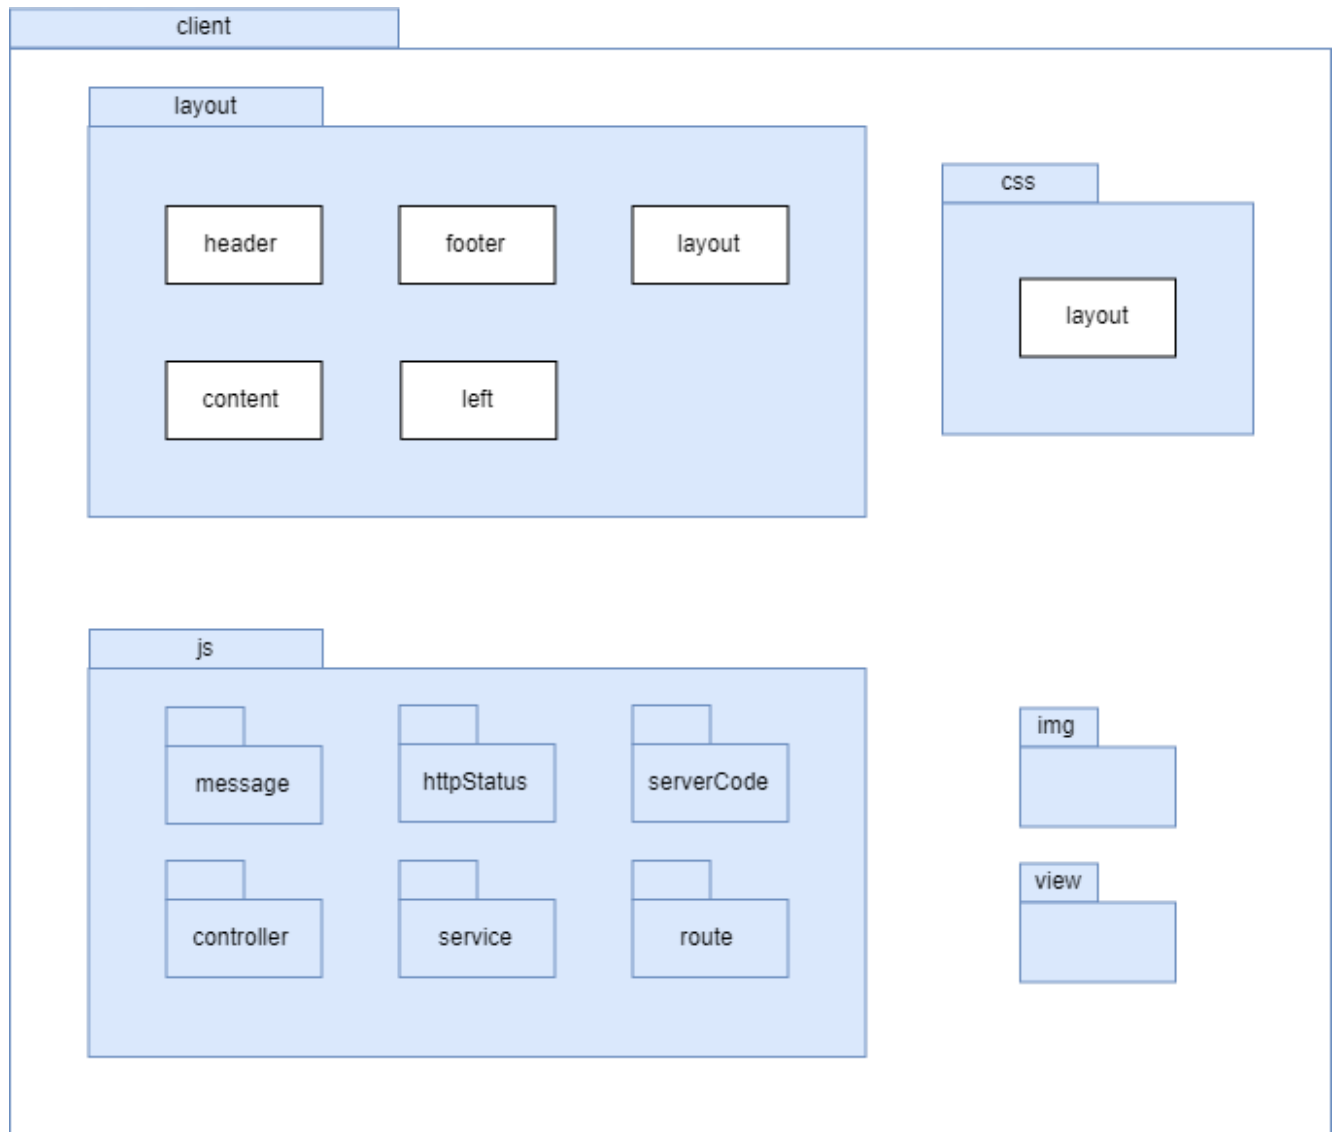 client
layout
header
footer
layout
content
left
css
layout
js
message
httpStatus
serverCode
controller
service
route
img
view